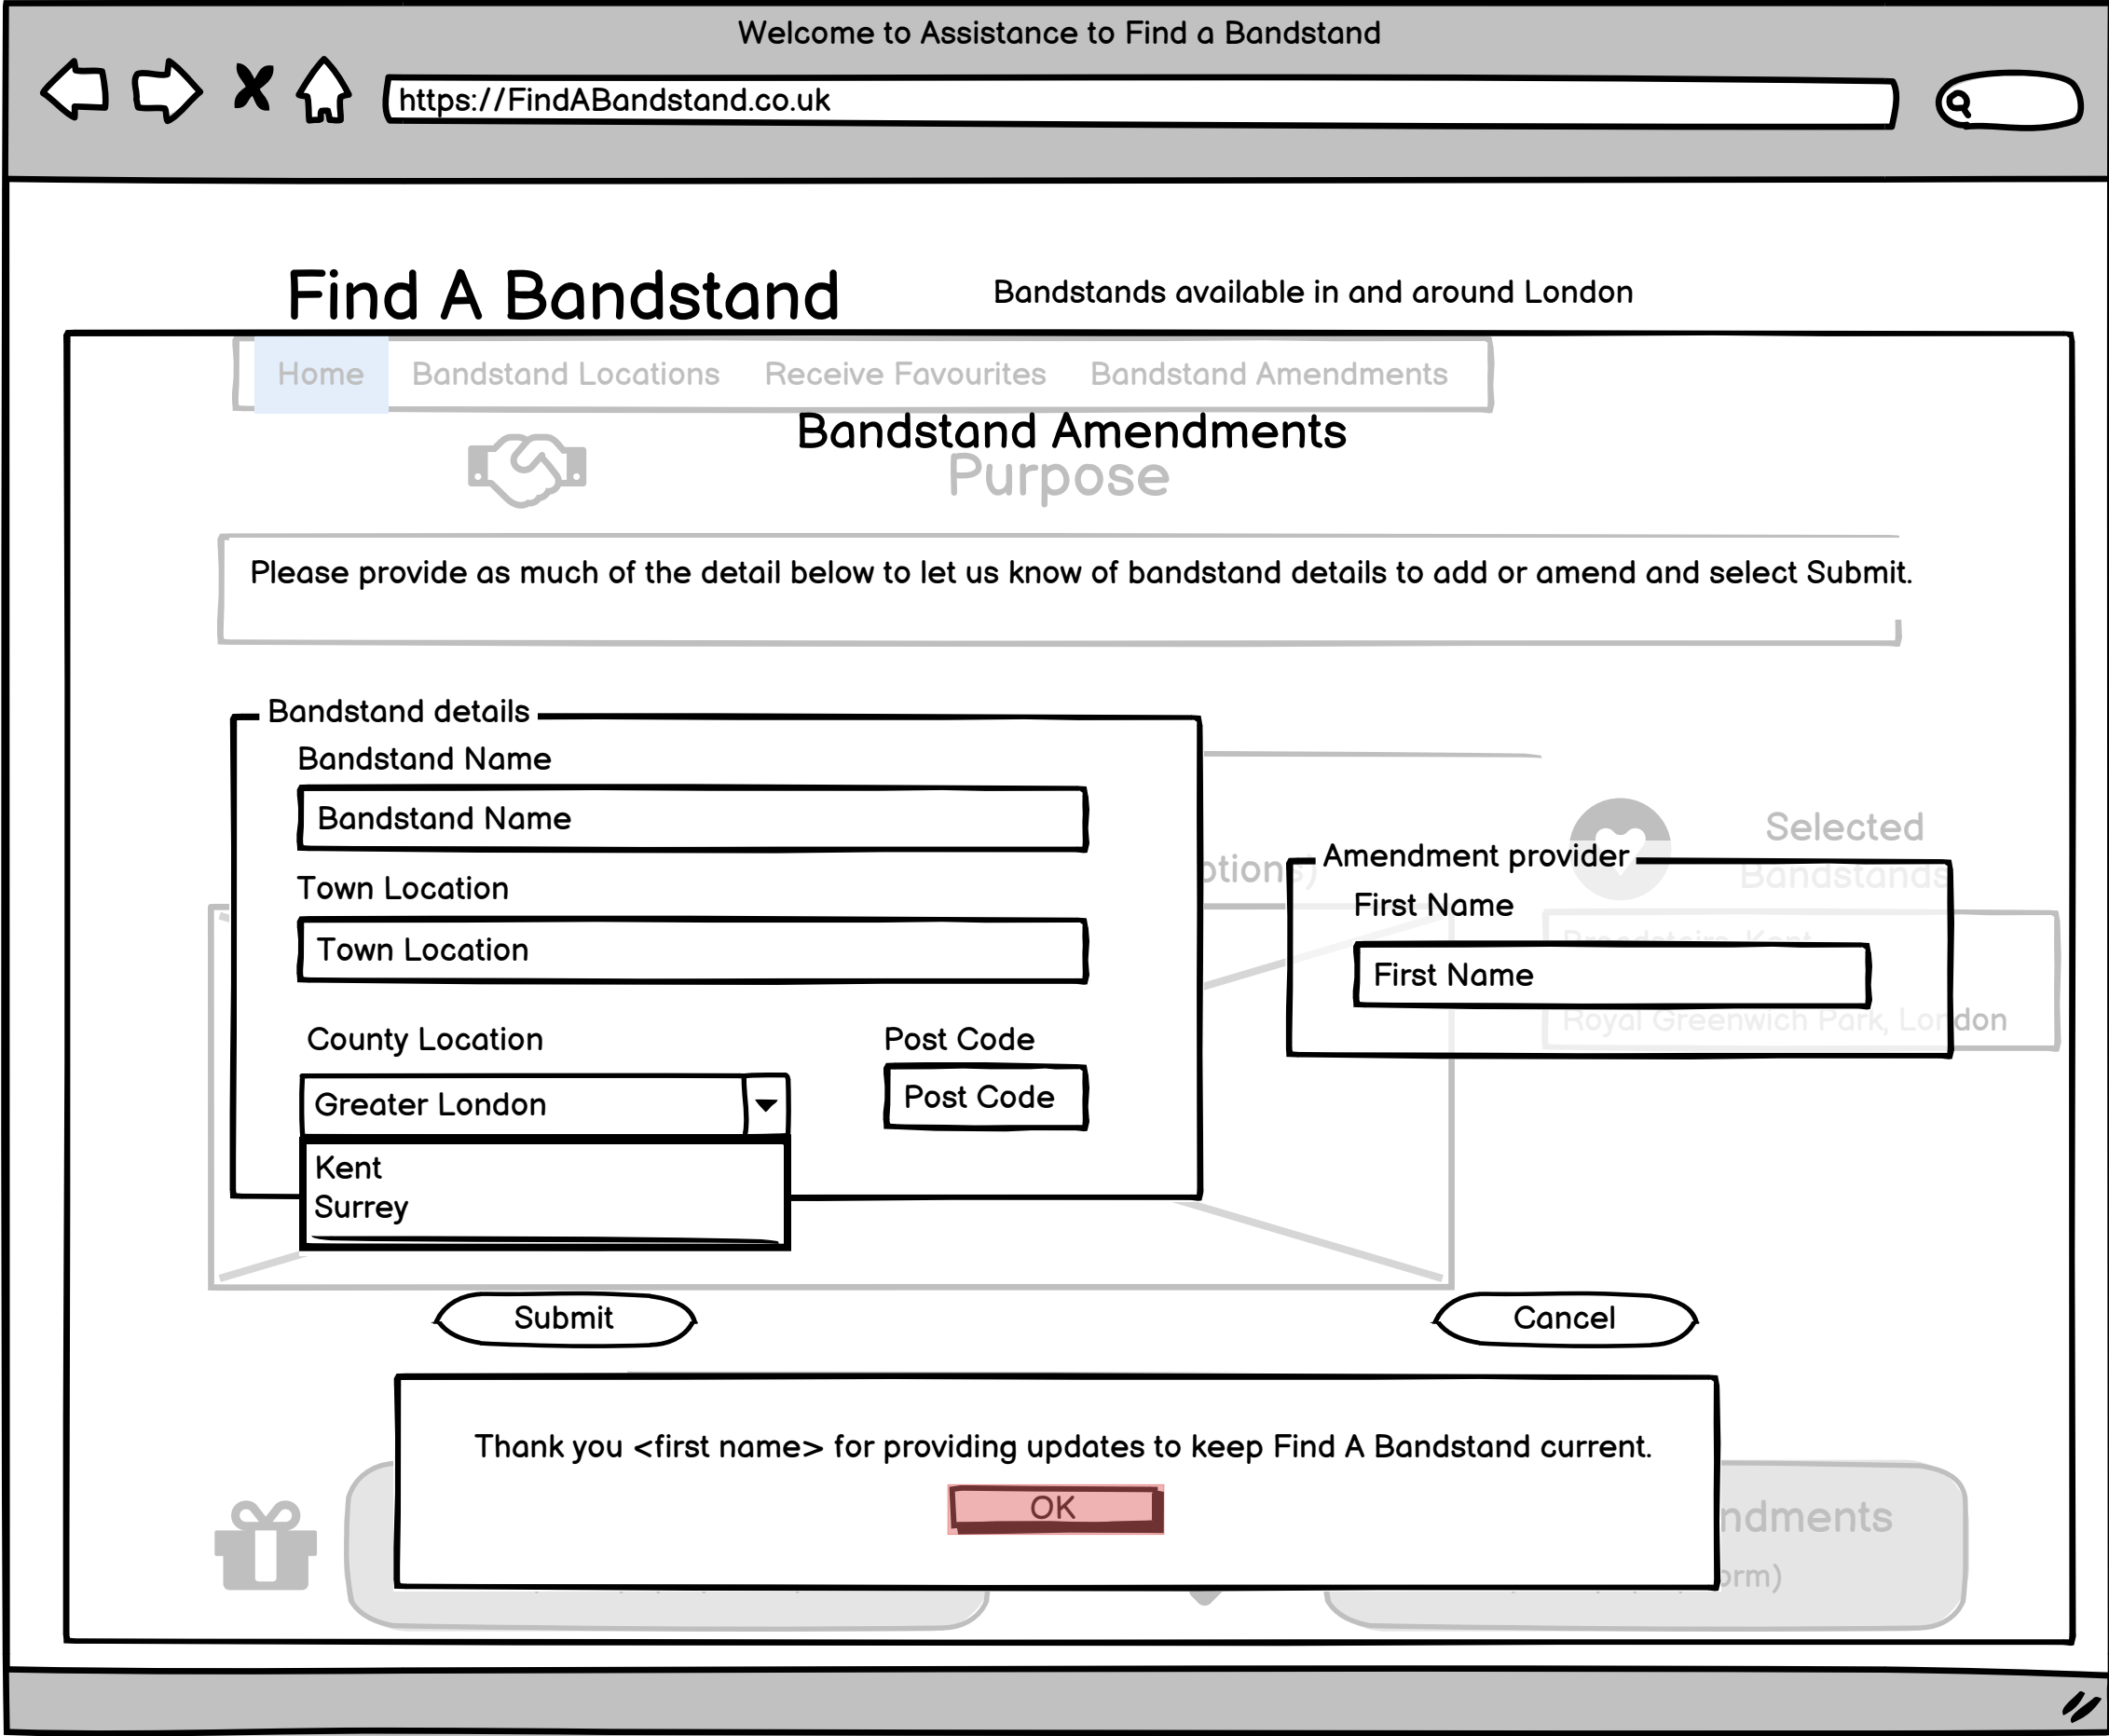 Welcome to Assistance to Find a Bandstand
https://FindABandstand.co.uk
Find A Bandstand
Bandstands available in and around London
Home Bandstand Locations Receive Favourites Bandstand Amendments
Bandstand Amendments
Purpose
Please provide as much of the detail below to let us know of bandstand details to add or amend and select Submit.
Bandstand details
Bandstand Name
Bandstand Name
Town Location
Town Location
County Location
Greater London
Kent
Surrey
Post Code
Post Code
Selected
Bandstands
Amendment provider
First Name
First Name
Royal Greenwich Park, London
Submit
Cancel
Thank you <first name> for providing updates to keep Find A Bandstand current.
OK